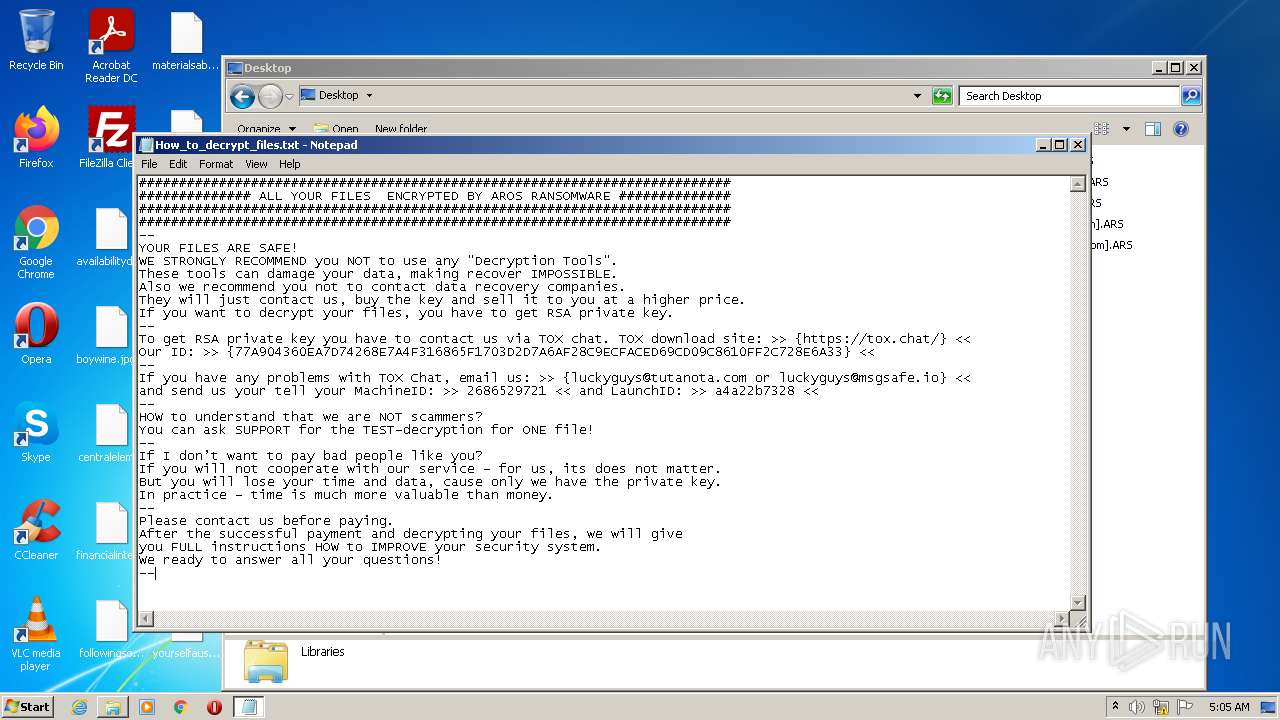 Recycle Bin
Acrobat
Reader DC
materialsab...
Firefox
FileZilla Clie
Google
Chrome
availabilityd
Opera
boywine.jpg
Skype
centralelem
CCleaner
financialinte
VLC media
player
followingso...
yourselfaus...
Desktop
Desktop
Search Desktop
Organize
Open
New folder
ARS
RS
n].ARS
om].ARS
Libraries
How_to_decrypt_files.txt - Notepad
File Edit Format View Help
##########################################################################
############## ALL YOUR FILES  ENCRYPTED BY AROS RANSOMWARE ##############
##########################################################################
##########################################################################
--
YOUR FILES ARE SAFE!
WE STRONGLY RECOMMEND you NOT to use any "Decryption Tools".
These tools can damage your data, making recover IMPOSSIBLE.
Also we recommend you not to contact data recovery companies.
They will just contact us, buy the key and sell it to you at a higher price.
If you want to decrypt your files, you have to get RSA private key.
--
To get RSA private key you have to contact us via TOX chat. TOX download site: >> {https://tox.chat/} <<
Our ID: >> <<
--
If you have any problems with TOX Chat, email us: >> {luckyguys@tutanota.com or luckyguys@msgsafe.io} <<
and send us your tell your MachineID: >> 2686529721 << and LaunchID: >> a4a22b7328 <<
--
HOW to understand that we are NOT scammers?
You can ask SUPPORT for the TEST-decryption for ONE file!
--
If I don't want to pay bad people like you?
If you will not cooperate with our service – for us, its does not matter.
But you will lose your time and data, cause only we have the private key.
In practice – time is much more valuable than money.
--
Please contact us before paying.
After the successful payment and decrypting your files, we will give
you FULL instructions HOW to IMPROVE your security system.
We ready to answer all your questions!
--
ANY RUN
Start
5:05 AM